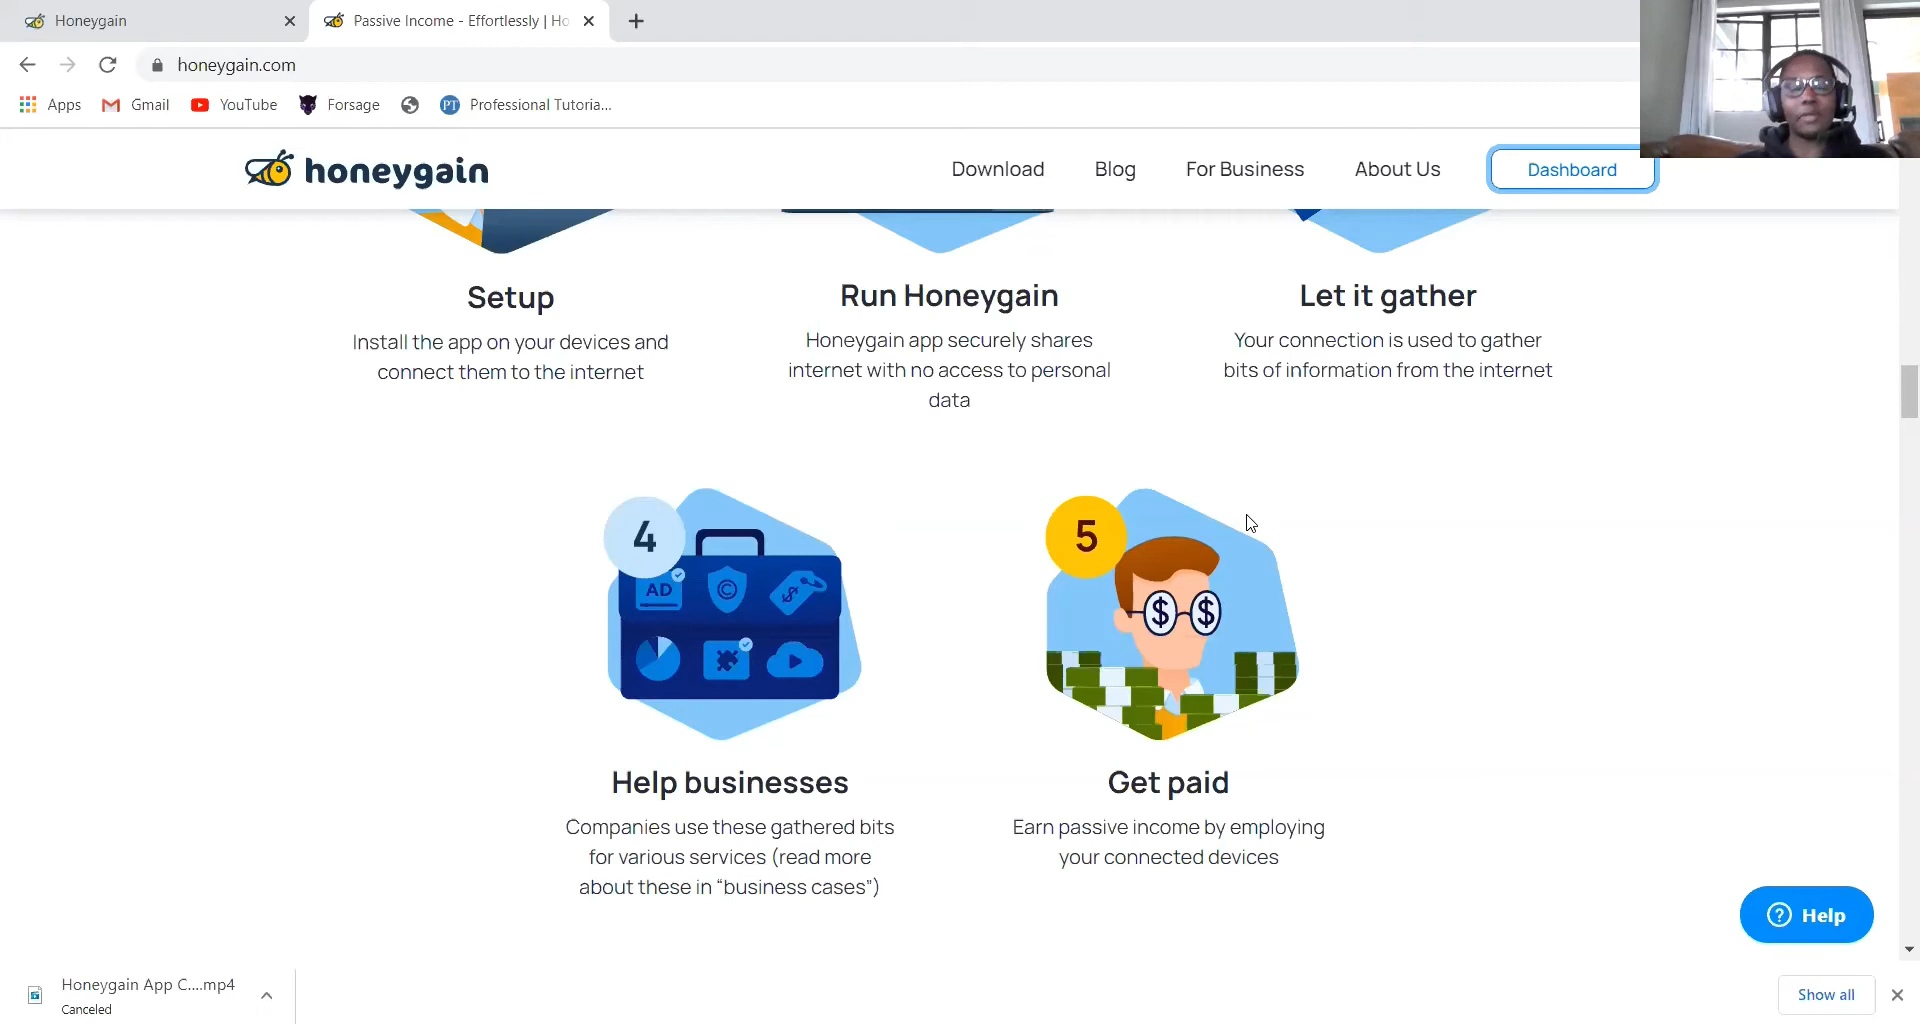 Honeygain
Passive Income - Effortlessly | Ho
honeygain.com
Apps
Gmail
YouTube
Forsage
PT
Professional Tutoria...
honeygain
Download
Blog
For Business
About Us
Dashboard
Setup
Install the app on your devices and
connect them to the internet
Run Honeygain
Honeygain app securely shares
internet with no access to personal
data
Let it gather
Your connection is used to gather
bits of information from the internet
4
AD
©
$
Help businesses
Companies use these gathered bits
for various services (read more
about these in “business cases”)
5
$ $
Get paid
Earn passive income by employing
your connected devices
? Help
Honeygain App C....mp4
Canceled
Show all